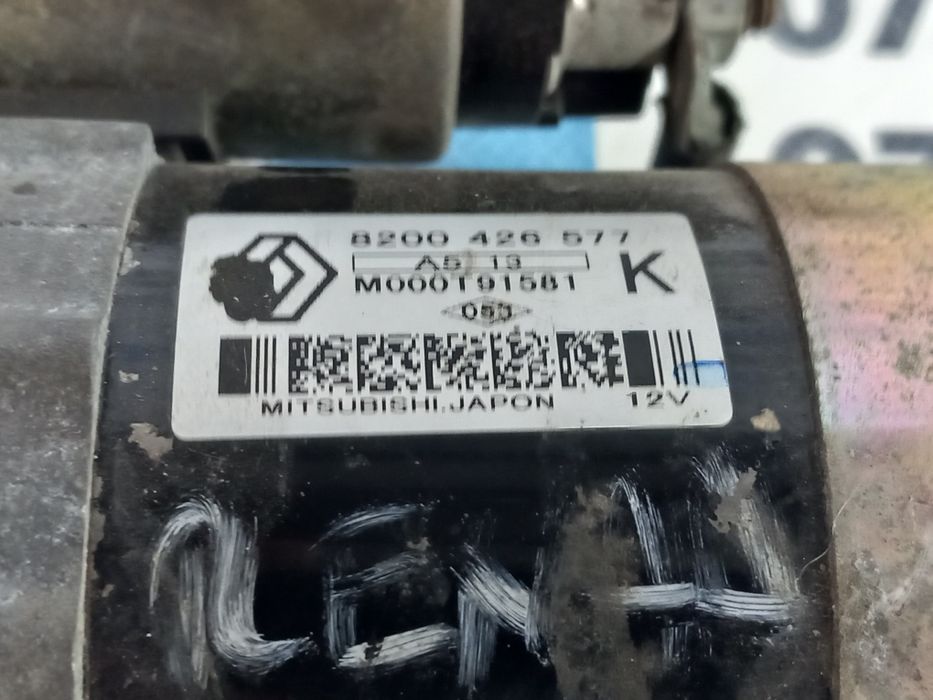 8200 426 577
A5 13
K
M000T91581
053
MITSUBISHI.JAPON
12V